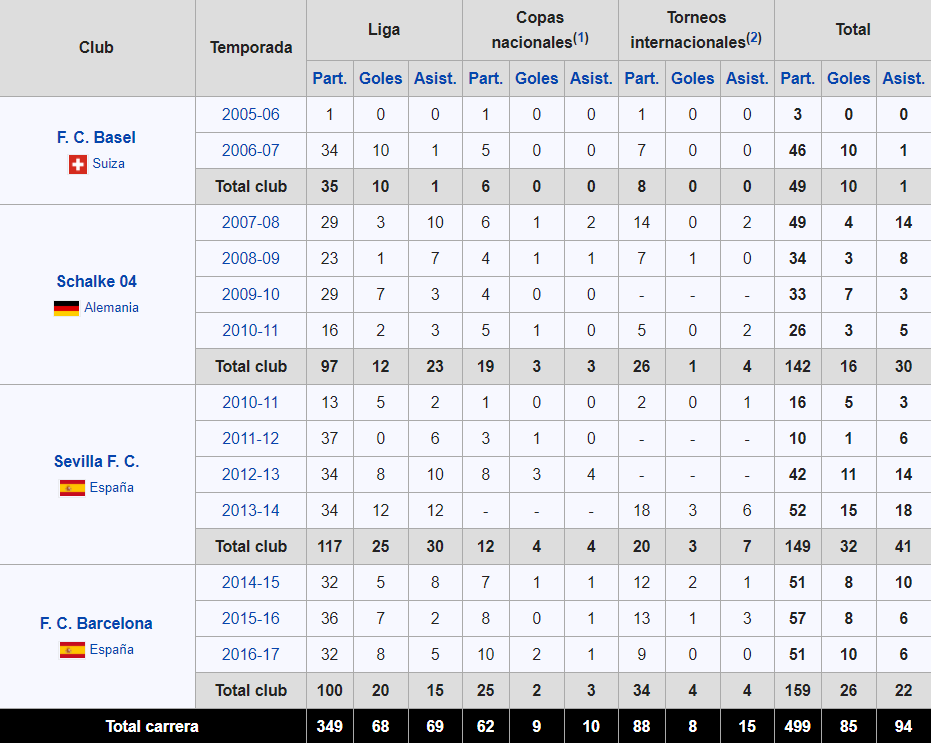 Club Temporada Liga Copas nacionales(1) Torneos internacionales(2) Total
Part. Goles Asist. Part. Goles Asist. Part. Goles Asist. Part. Goles Asist.
F. C. Basel
Suiza
2005-06 1 0 0 1 0 0 1 0 0 3 0 0
2006-07 34 10 1 5 0 0 7 0 0 46 10 1
Total club 35 10 1 6 0 0 8 0 0 49 10 1
Schalke 04
Alemania
2007-08 29 3 10 6 1 2 14 0 2 49 4 14
2008-09 23 1 7 4 1 1 7 1 0 34 3 8
2009-10 29 7 3 4 0 0 - - - 33 7 3
2010-11 16 2 3 5 1 0 5 0 2 26 3 5
Total club 97 12 23 19 3 3 26 1 4 142 16 30
Sevilla F. C.
España
2010-11 13 5 2 1 0 0 2 0 1 16 5 3
2011-12 37 0 6 3 1 0 - - - 10 1 6
2012-13 34 8 10 8 3 4 - - - 42 11 14
2013-14 34 12 12 - - - 18 3 6 52 15 18
Total club 117 25 30 12 4 4 20 3 7 149 32 41
F. C. Barcelona
España
2014-15 32 5 8 7 1 1 12 2 1 51 8 10
2015-16 36 7 2 8 0 1 13 1 3 57 8 6
2016-17 32 8 5 10 2 1 9 0 0 51 10 6
Total club 100 20 15 25 2 3 34 4 4 159 26 22
Total carrera 349 68 69 62 9 10 88 8 15 499 85 94